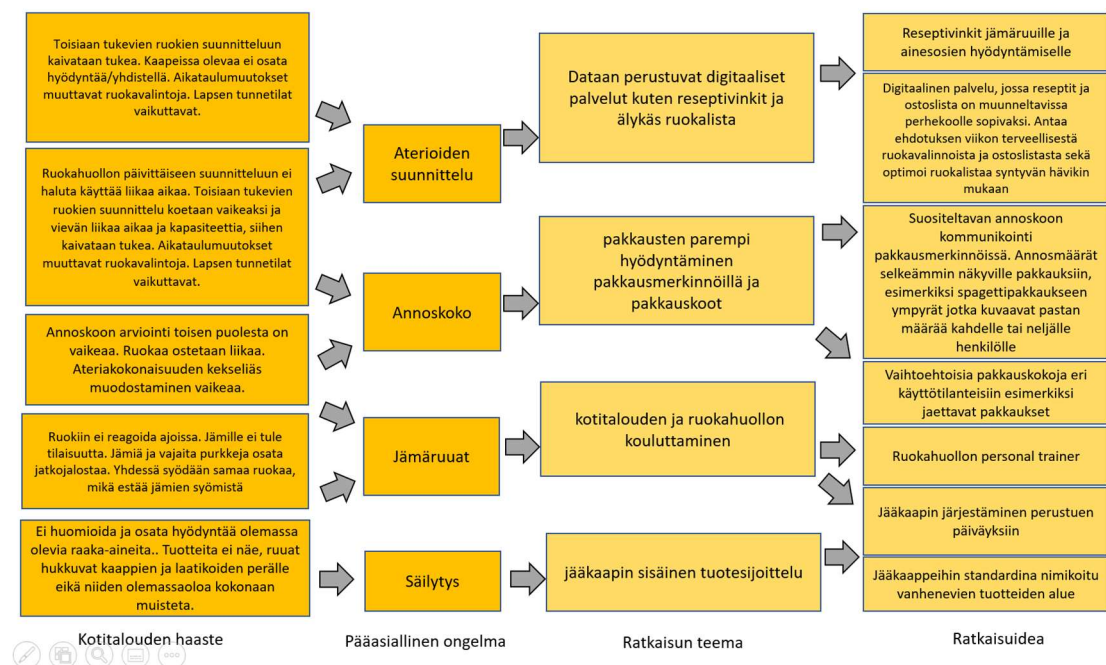 Toisiaan tukevien ruokien suunnitteluun
kaivataan tukea. Kaapeissa olevaa ei osata
hyödyntää/yhdistellä. Aikataulumuutokset
muuttavat ruokavalintoja. Lapsen tunnetilat
vaikuttavat.
Ruokahuollon päivittäiseen suunnitteluun ei
haluta käyttää liikaa aikaa. Toisiaan tukevien
ruokien suunnittelu koetaan vaikeaksi ja
vievän liikaa aikaa ja kapasiteettia, siihen
kaivataan tukea. Aikataulumuutokset
muuttavat ruokavalintoja. Lapsen tunnetilat
vaikuttavat.
Annoskoon arviointi toisen puolesta on
vaikeaa. Ruokaa ostetaan liikaa.
Ateriakokonaisuuden kekseliäs
muodostaminen vaikeaa.
Ruokiin ei reagoida ajoissa. Jämille ei tule
tilaisuutta. Jämiä ja vajaita purkkeja osata
jatkojalostaa. Yhdessä syödään samaa ruokaa,
mikä estää jämien syömistä
Ei huomioida ja osata hyödyntää olemassa
olevia raaka-aineita.. Tuotteita ei näe, ruuat
hukkuvat kaappien ja laatikoiden perälle
eikä niiden olemassaoloa kokonaan
muisteta.
Kotitalouden haaste
Aterioiden
suunnittelu
Annoskoko
Jämäruuat
Säilytys
Pääasiallinen ongelma
Dataan perustuvat digitaaliset
palvelut kuten reseptivinkit ja
älykäs ruokalista
pakkausten parempi
hyödyntäminen
pakkausmerkinnöillä ja
pakkauskoot
kotitalouden ja ruokahuollon
kouluttaminen
jääkaapin sisäinen tuotesijoittelu
Ratkaisun teema
Reseptivinkit jämäruuille ja
ainesosien hyödyntämiselle
Digitaalinen palvelu, jossa reseptit ja
ostoslista on muunneltavissa
perhekoolle sopivaksi. Antaa
ehdotuksen viikon terveellisestä
ruokavalinnoista ja ostoslistasta sekä
optimoi ruokalistaa syntyvän hävikin
mukaan
Suositeltavan annoskoon
kommunikointi
pakkausmerkinnöissä. Annosmäärät
selkeämmin näkyville pakkauksiin,
esimerkiksi spagettipakkaukseen
ympyrät jotka kuvaavat pastan
määrää kahdelle tai neljälle
henkilölle
Vaihtoehtoisia pakkauskokoja eri
käyttötilanteisiin esimerkiksi
jaettavat pakkaukset
Ruokahuollon personal trainer
Jääkaapin järjestäminen perustuen
päiväyksiin
Jääkaappeihin standardina nimikoitu
vanhenevien tuotteiden alue
Ratkaisuidea